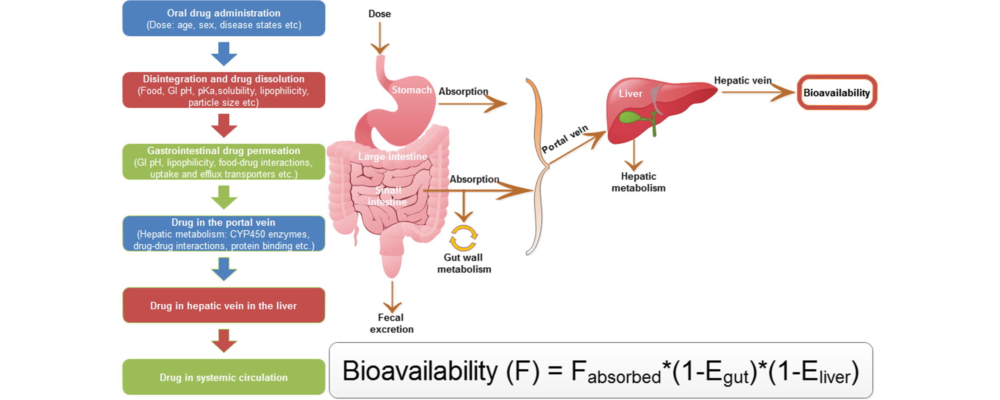 Oral drug administration
(Dose: age, sex, disease states etc)
Disintegration and drug dissolution
(Food, GI pH, pKa,solubility, lipophilicity,
particle size etc)
Gastrointestinal drug permeation
(GI pH, lipophilicity, food-drug interactions,
uptake and efflux transporters etc.)
Drug in the portal vein
(Hepatic metabolism: CYP450 enzymes,
drug-drug interactions, protein binding etc.)
Drug in hepatic vein in the liver
Drug in systemic circulation
Dose
Stomach
Absorption
Large intestine
Small
intestine
Absorption
Gut wall
metabolism
Fecal
excretion
Portal vein
Liver
Hepatic
metabolism
Hepatic vein
Bioavailability
Bioavailability (F) = Fabsorbed*(1-Egut)*(1-Eliver)